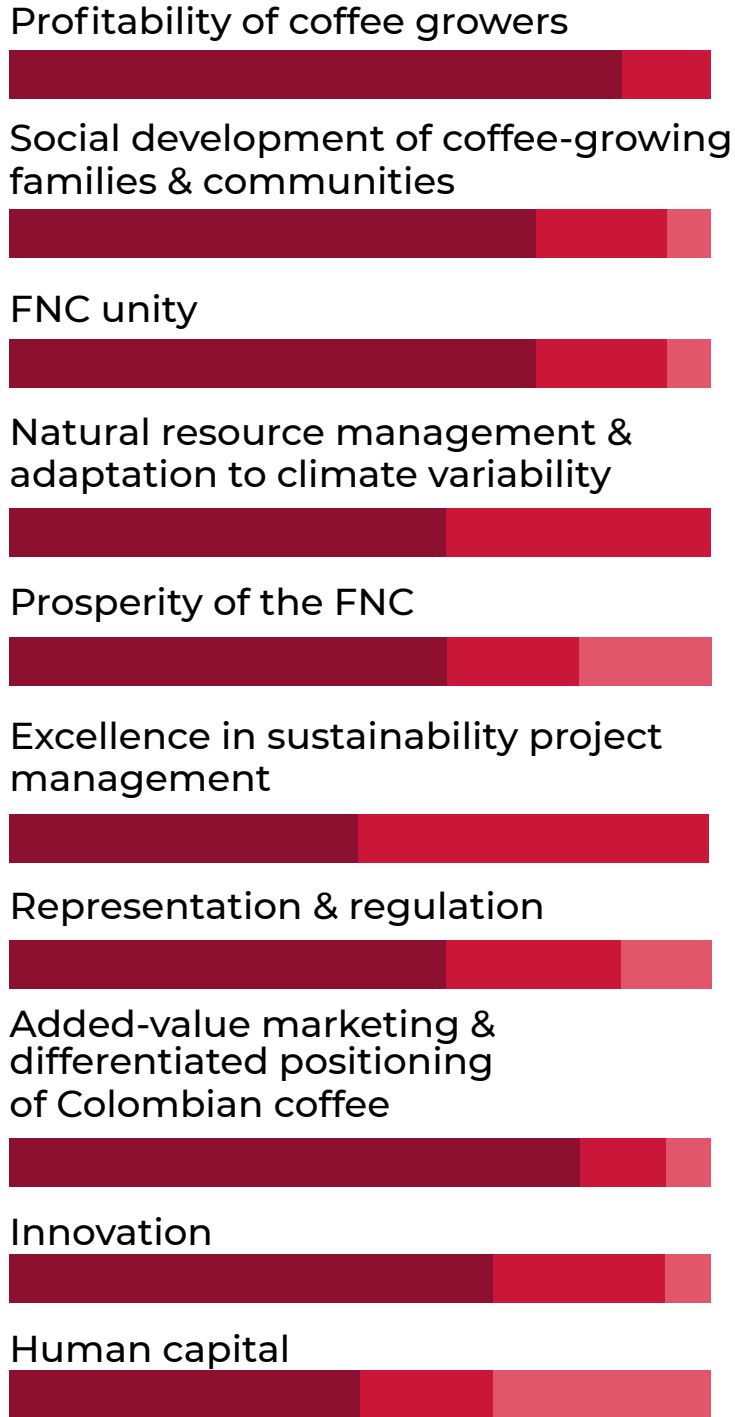 Profitability of coffee growers
Social development of coffee-growing
families & communities
FNC unity
Natural resource management &
adaptation to climate variability
Prosperity of the FNC
Excellence in sustainability project
management
Representation & regulation
Added-value marketing &
differentiated positioning
of Colombian coffee
Innovation
Human capital